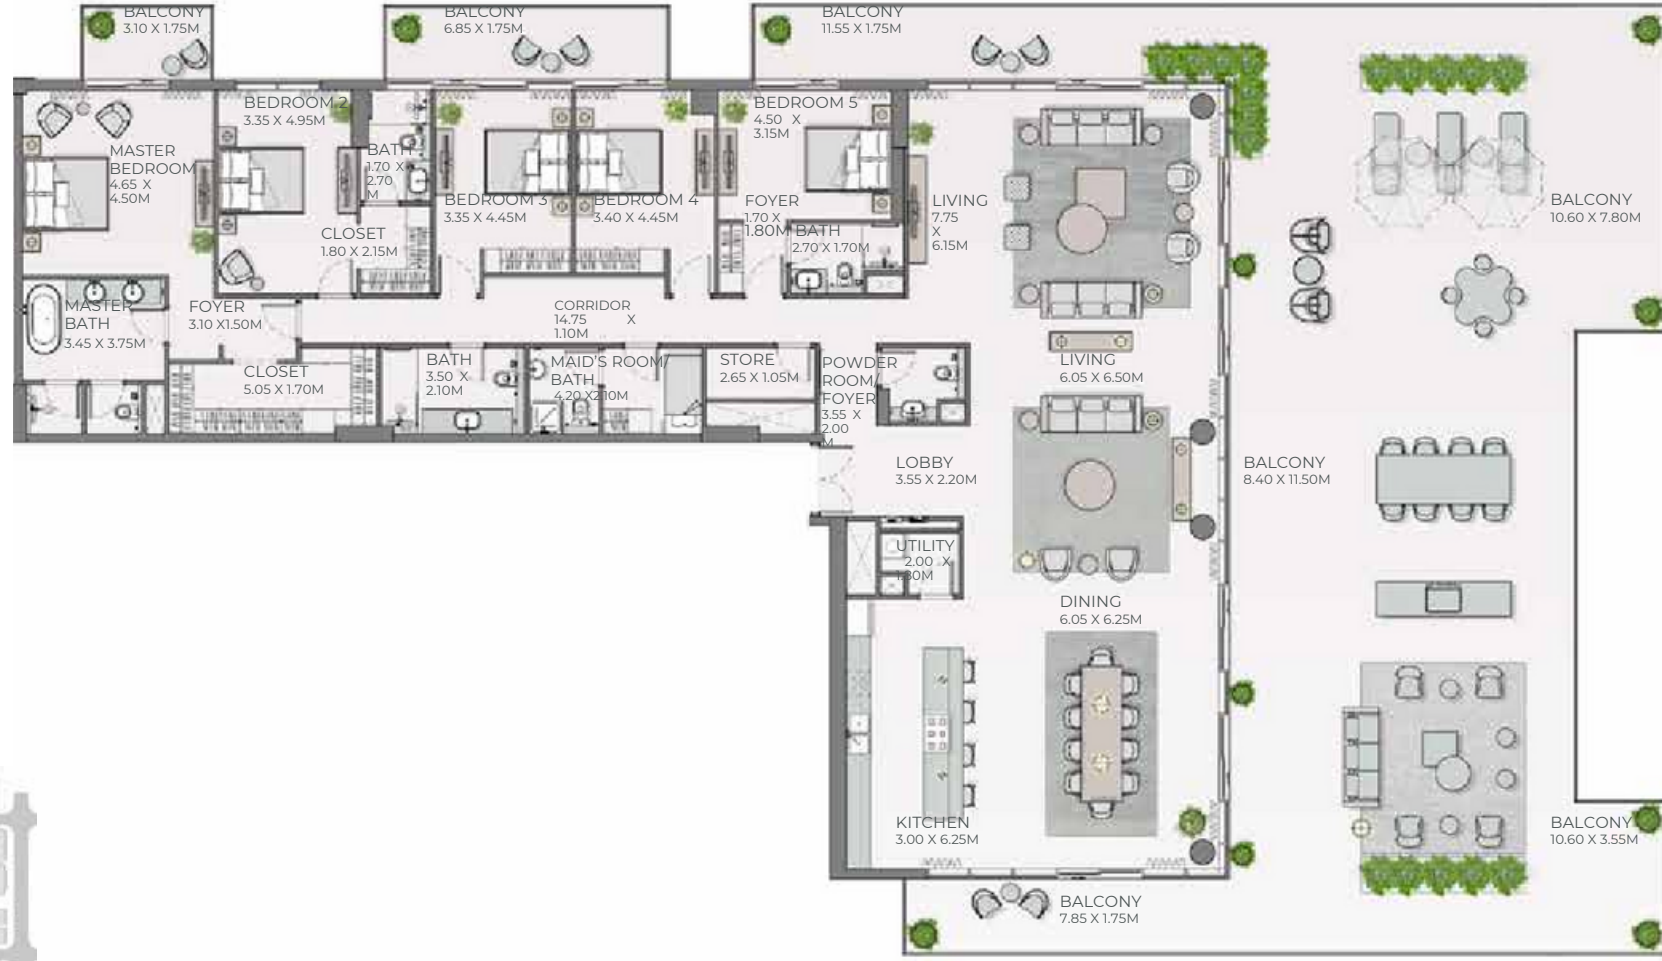 BALCONY
3.10 X 1.75M
BALCONY
6.85 X 1.75M
BALCONY
11.55 X 1.75M
MASTER
BEDROOM
4.65 X
4.50M
BEDROOM 2
3.35 X 4.95M
BATH
1.70 X
2.70
M
CLOSET
1.80 X 2.15M
BEDROOM 3
3.35 X 4.45M
BEDROOM 4
3.40 X 4.45M
BEDROOM 5
4.50 X
3.15M
FOYER
1.70 X
1.80M
BATH
2.70 X 1.70M
LIVING
7.75
X
6.15M
BALCONY
10.60 X 7.80M
MASTER
BATH
3.45 X 3.75M
FOYER
3.10 X1.50M
CORRIDOR
14.75 X
1.10M
CLOSET
5.05 X 1.70M
BATH
3.50 X
2.10M
MAID'S ROOM/
BATH
4.20 X2.10M
STORE
2.65 X 1.05M
POWDER
ROOM/
FOYER
3.55 X
2.00
M
LIVING
6.05 X 6.50M
LOBBY
3.55 X 2.20M
BALCONY
8.40 X 11.50M
UTILITY
2.00 X
1.80M
DINING
6.05 X 6.25M
KITCHEN
3.00 X 6.25M
BALCONY
10.60 X 3.55M
BALCONY
7.85 X 1.75M